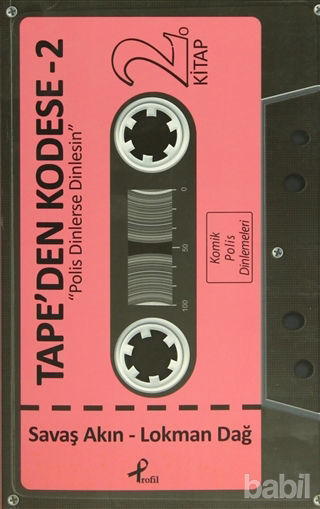 TAPE'DEN KODESE - 2
"Polis Dinlerse Dinlesin"
2.
KİTAP
0
50
100
Komik
Polis
Dinlemeleri
Savaş Akın - Lokman Dağ
Profil
babil
.com